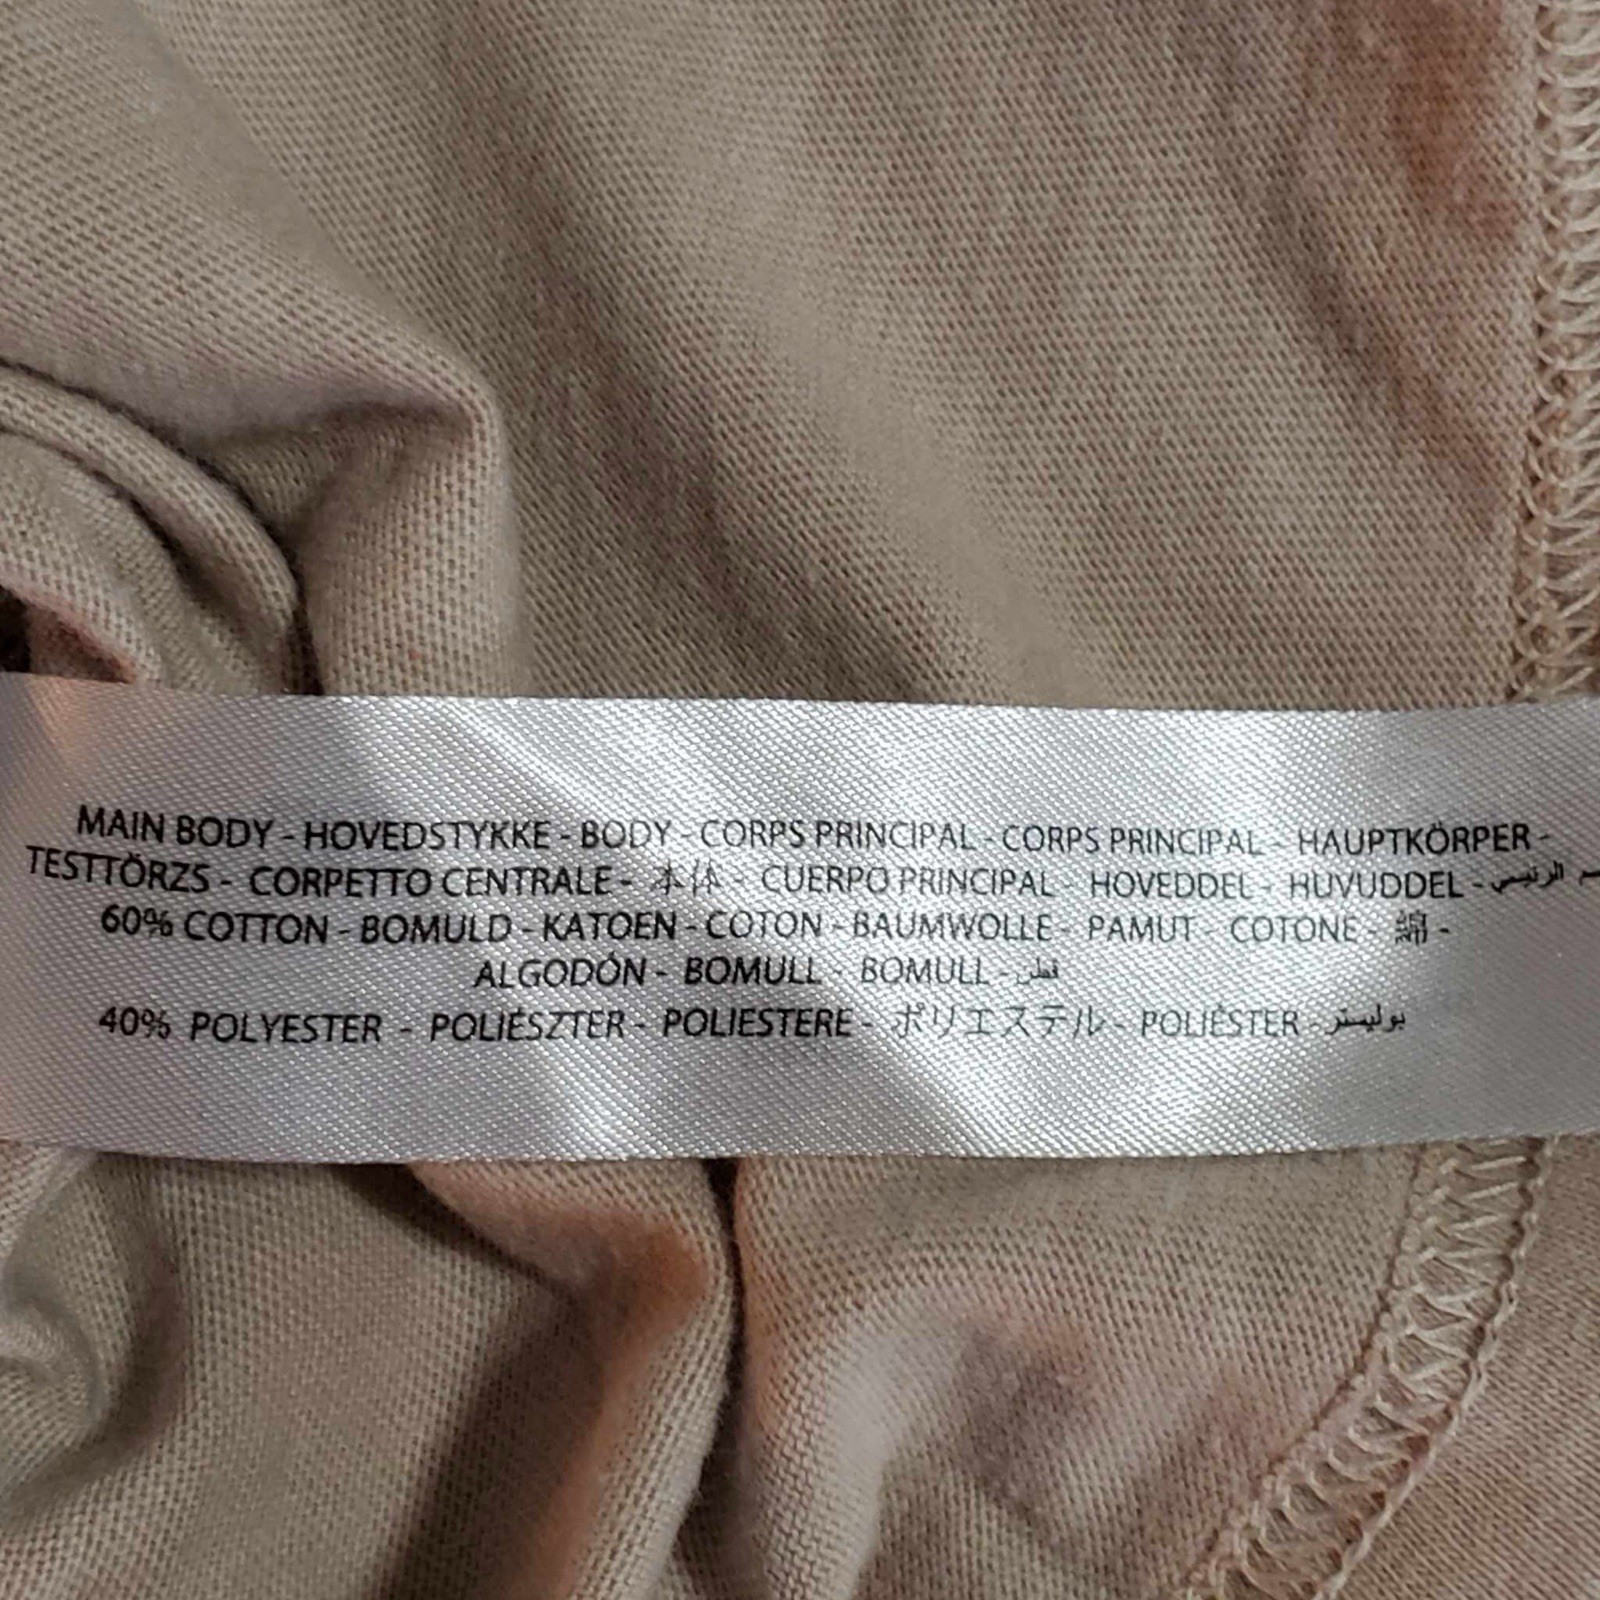 MAIN BODY - HOVEDSTYKKE - BODY - CORPS PRINCIPAL - CORPS PRINCIPAL - HAUPTKÖRPER -
TESTTÖRZS - CORPETTO CENTRALE - 本体 - CUERPO PRINCIPAL - HOVEDDEL - HUVUDDEL - الرئيسي
60% COTTON - BOMULD - KATOEN - COTON - BAUMWOLLE - PAMUT - COTONE - 綿 -
ALGODÓN - BOMULL - BOMULL - قطن
40% POLYESTER - POLIÉSZTER - POLIESTERE - ポリエステル - POLIÉSTER - بوليستر